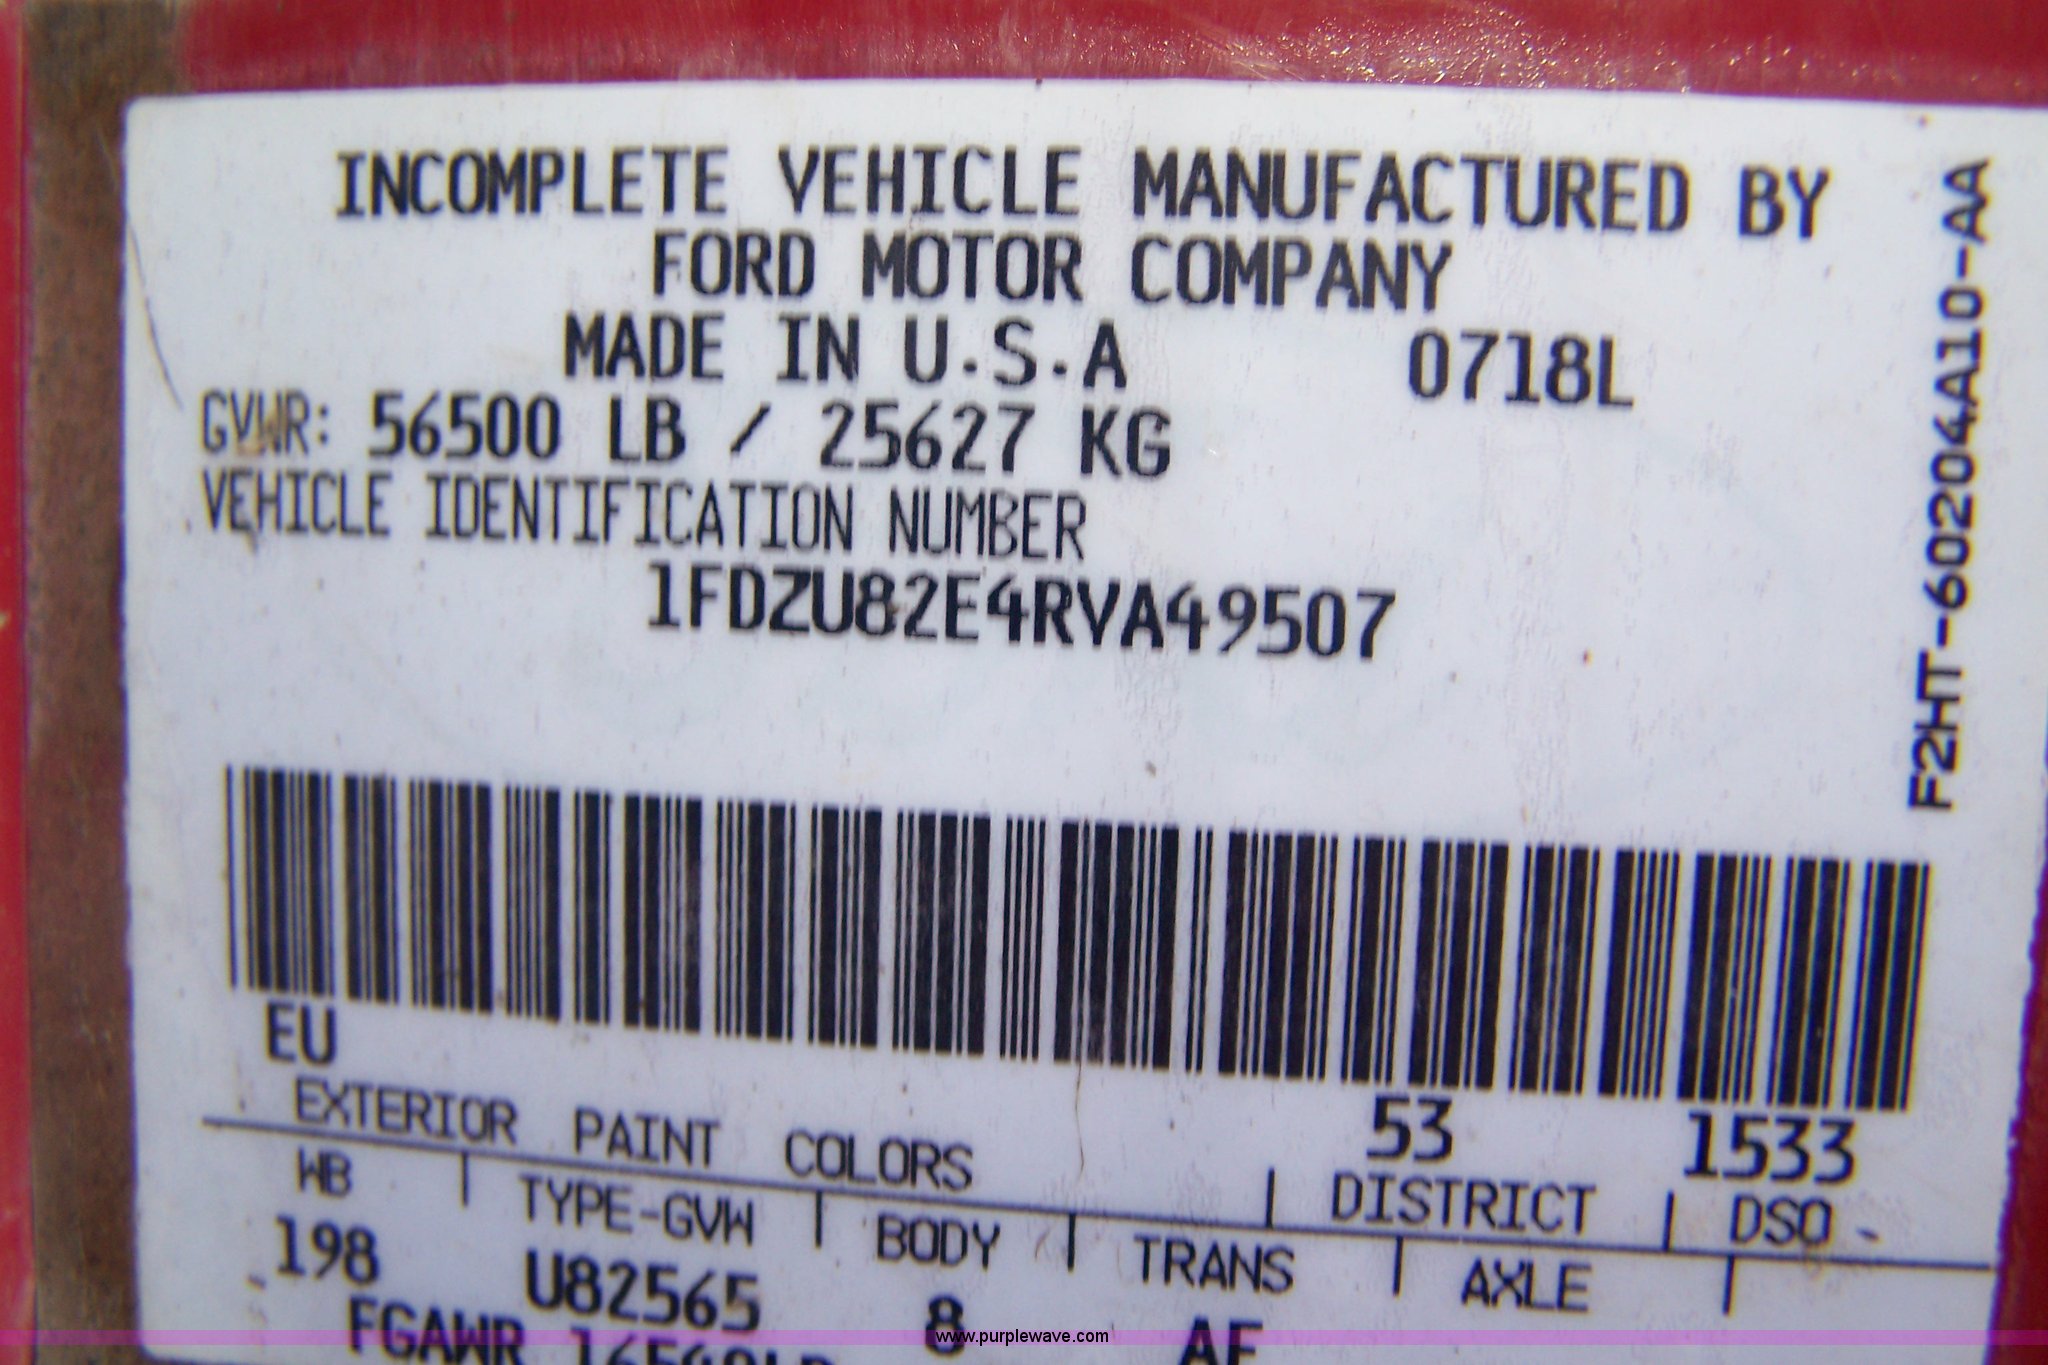 INCOMPLETE VEHICLE MANUFACTURED BY
FORD MOTOR COMPANY
MADE IN U.S.A 0718L
GVWR: 56500 LB / 25627 KG
VEHICLE IDENTIFICATION NUMBER
1FDZU82E4RVA49507
F2HT-60204A10-AA
EU 53 1533
EXTERIOR PAINT COLORS DISTRICT DSO
WB TYPE-GVW BODY TRANS AXLE
198 U82565 8
FGAWR
www.purplewave.com